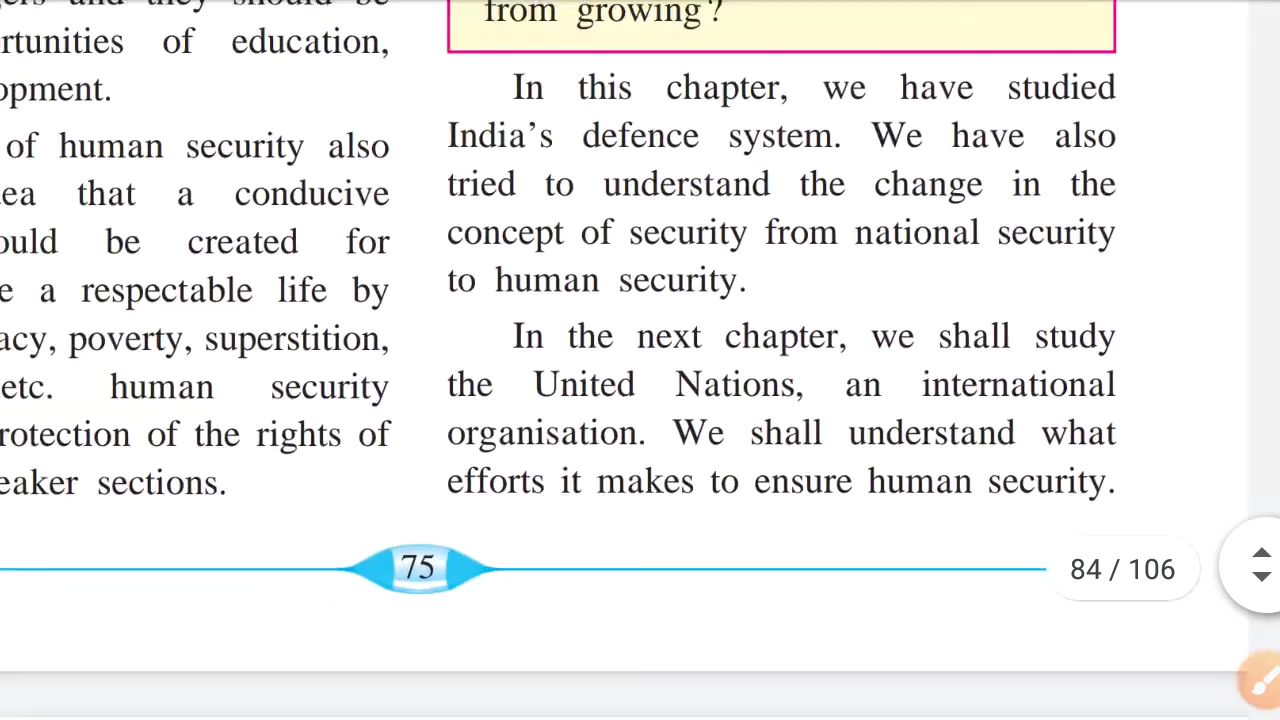 rtunities of education,
opment.
of human security also
that a conducive
be created for
a respectable life by
poverty, superstition,
etc. human security
rotection of the rights of
eaker sections.
from growing ?
In this chapter, we have studied
India's defence system. We have also
tried to understand the change in the
concept of security from national security
to human security.
In the next chapter, we shall study
the United Nations, an international
organisation. We shall understand what
efforts it makes to ensure human security.
75
84 / 106